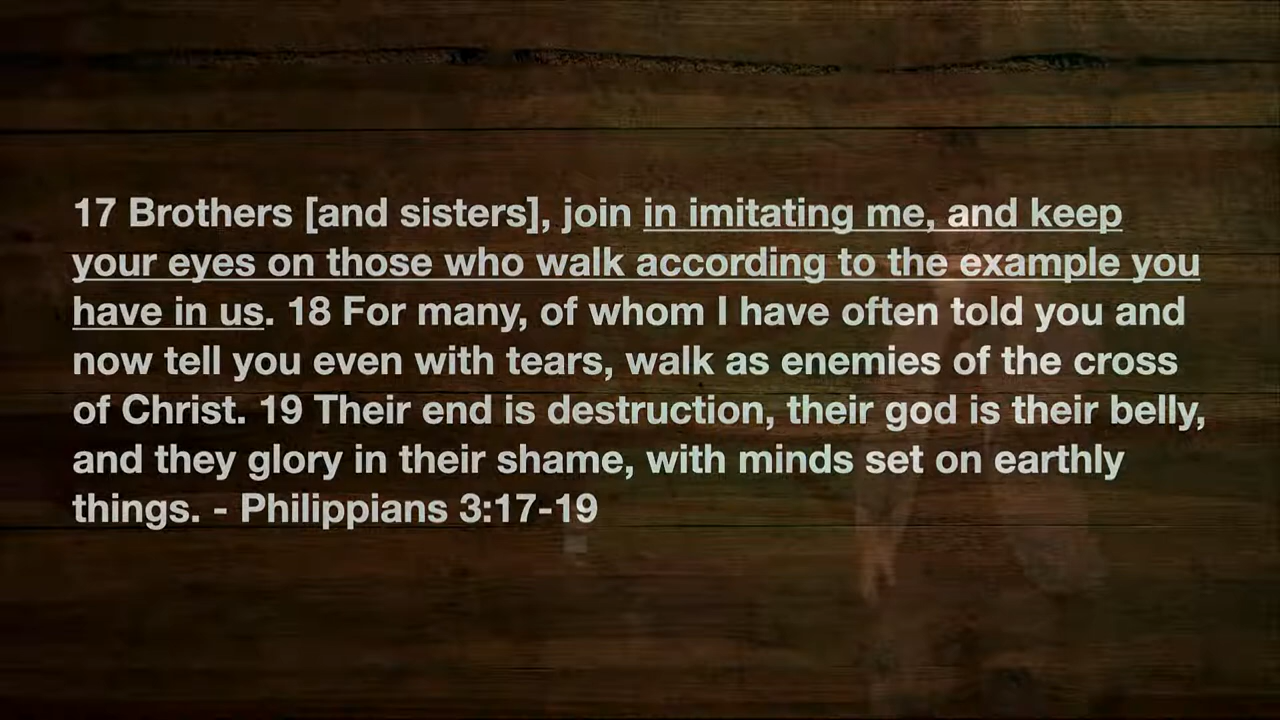 17 Brothers [and sisters], join in imitating me, and keep
your eyes on those who walk according to the example you
have in us. 18 For many, of whom I have often told you and
now tell you even with tears, walk as enemies of the cross
of Christ. 19 Their end is destruction, their god is their belly,
and they glory in their shame, with minds set on earthly
things. - Philippians 3:17-19